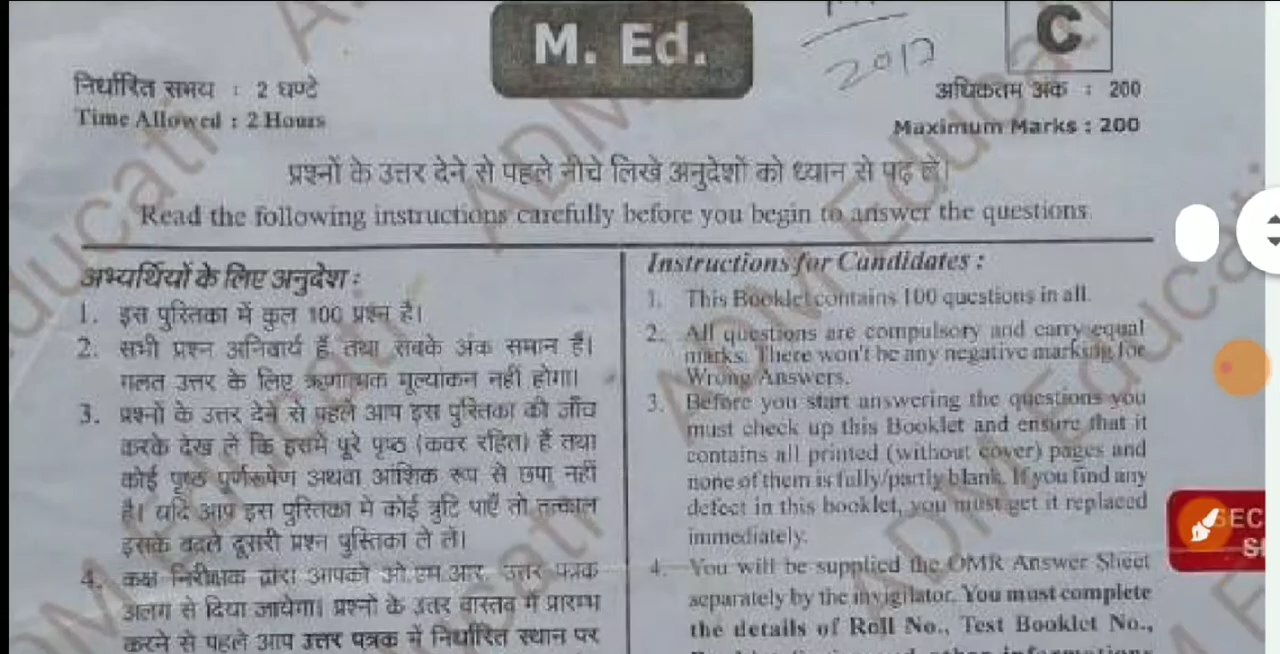 M. Ed.
2012
C
निर्धारित समय : 2 घण्टे
Time Allowed : 2 Hours
अधिकतम अंक : 200
Maximum Marks : 200
प्रश्नों के उत्तर देने से पहले नीचे लिखे अनुदेशों को ध्यान से पढ़ लें।
Read the following instructions carefully before you begin to answer the questions.
अभ्यर्थियों के लिए अनुदेश :
1. इस पुस्तिका में कुल 100 प्रश्न है।
2. सभी प्रश्न अनिवार्य हैं तथा सबके अंक समान है।
गलत उत्तर के लिए ऋणात्मक मूल्यांकन नहीं होगा।
3. प्रश्नों के उत्तर देने से पहले आप इस पुस्तिका की जाँच
करके देख ले कि इसमें पूरे पृष्ठ (कवर रहित) हैं तथा
कोई पृष्ठ पूर्णरूपेण अथवा आंशिक रूप से छपा नहीं
है। यदि आप इस पुस्तिका मे कोई त्रुटि पाएँ तो तत्काल
इसके बदले दूसरी प्रश्न पुस्तिका ले लें।
4. कक्ष निरीक्षक द्वारा आपको ओ.एम.आर. उत्तर पत्रक
अलग से दिया जायेगा। प्रश्नो के उतर वास्तव में प्रारम्भ
करने से पहले आप उत्तर पत्रक में निर्धारित स्थान पर
Instructions for Candidates :
1. This Booklet contains 100 questions in all.
2. All questions are compulsory and carry equal
marks. There won't be any negative marking for
Wrong Answers.
3. Before you start answering the questions you
must check up this Booklet and ensure that it
contains all printed (without cover) pages and
none of them is fully/partly blank. If you find any
defect in this booklet, you must get it replaced
immediately.
4. You will be supplied the OMR Answer Sheet
separately by the invigilator. You must complete
the details of Roll No., Test Booklet No.,
ADM Educati
SEC